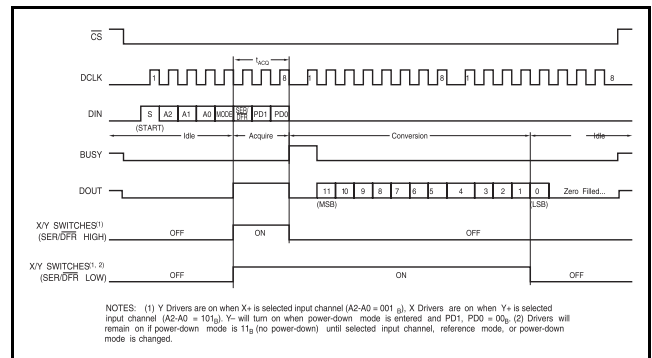 CS
tACQ
DCLK 1 8 1 8 1 8
DIN S A2 A1 A0 MODE SER/DFR PD1 PD0
(START)
Idle Acquire Conversion Idle
BUSY
DOUT 11 10 9 8 7 6 5 4 3 2 1 0 Zero Filled...
(MSB) (LSB)
X/Y SWITCHES(1)
(SER/DFR HIGH) OFF ON OFF
X/Y SWITCHES(1, 2)
(SER/DFR LOW) OFF ON OFF
NOTES: (1) Y Drivers are on when X+ is selected input channel (A2-A0 = 001B), X Drivers are on when Y+ is selected
input channel (A2-A0 = 101B). Y– will turn on when power-down mode is entered and PD1, PD0 = 00B. (2) Drivers will
remain on if power-down mode is 11B (no power-down) until selected input channel, reference mode, or power-down
mode is changed.